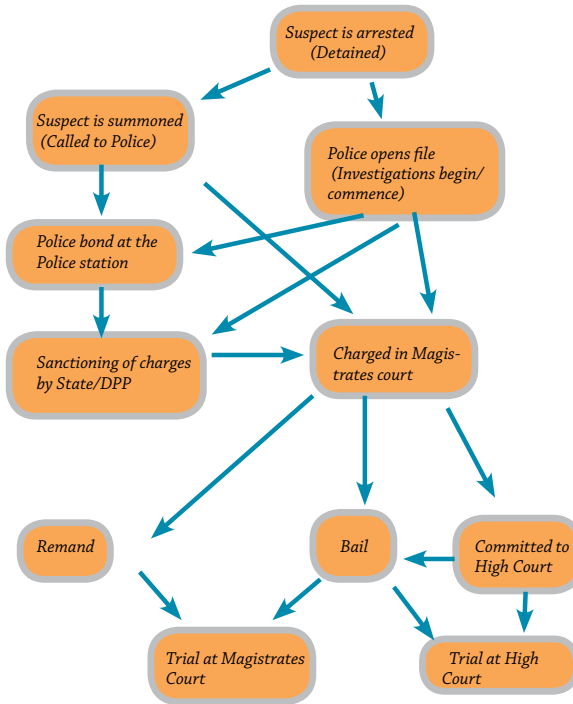 Suspect is arrested
(Detained)
Suspect is summoned
(Called to Police)
Police opens file
(Investigations begin/
commence)
Police bond at the
Police station
Sanctioning of charges
by State/DPP
Charged in Magis-
trates court
Remand
Bail
Committed to
High Court
Trial at Magistrates
Court
Trial at High
Court